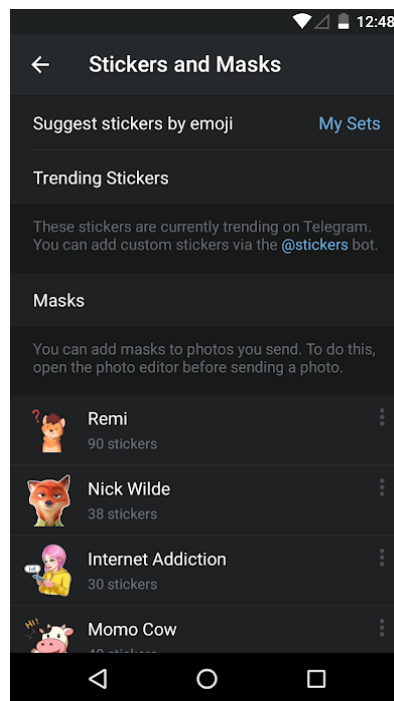 12:48
Stickers and Masks
Suggest stickers by emoji My Sets
Trending Stickers
These stickers are currently trending on Telegram.
You can add custom stickers via the @stickers bot.
Masks
You can add masks to photos you send. To do this,
open the photo editor before sending a photo.
?
Remi
90 stickers
Nick Wilde
38 stickers
Internet Addiction
30 stickers
HI!
Momo Cow
stickers